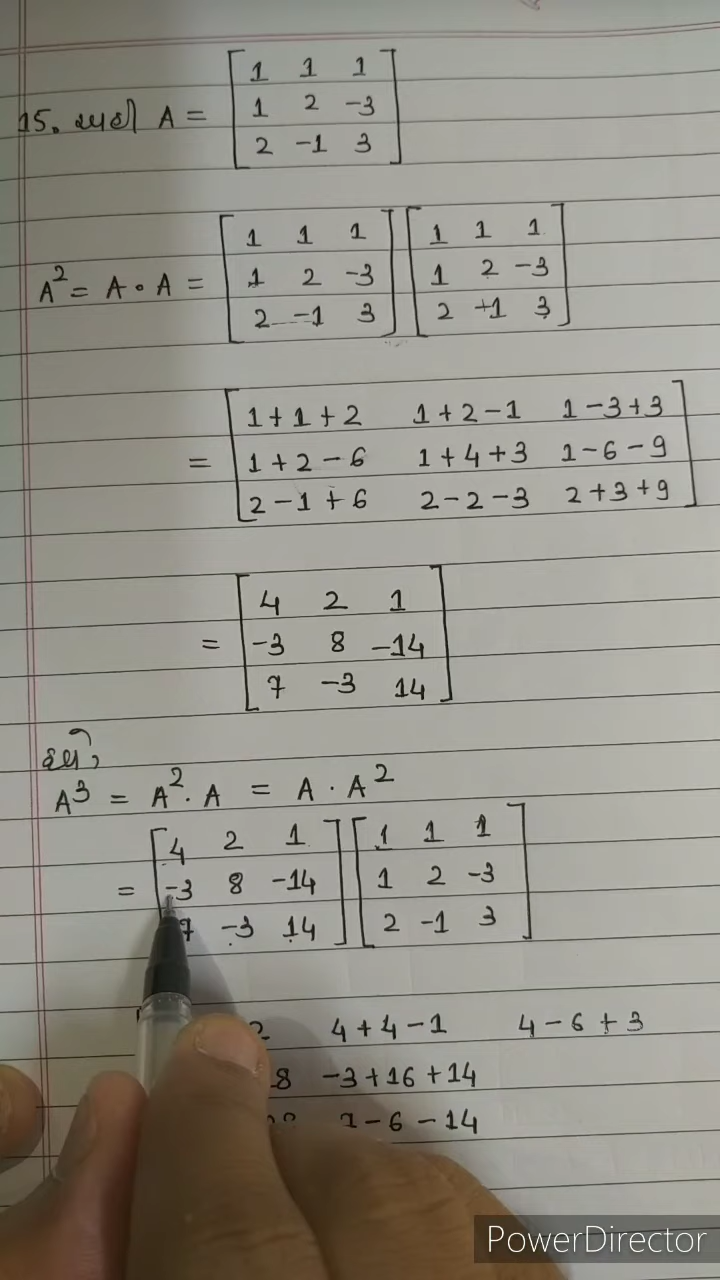 15. અહીં A = [ 1 1 1
1 2 -3
2 -1 3 ]
A² = A · A = [ 1 1 1 ] [ 1 1 1 ]
[ 1 2 -3 ] [ 1 2 -3 ]
[ 2 -1 3 ] [ 2 -1 3 ]
= [ 1+1+2 1+2-1 1-3+3
1+2-6 1+4+3 1-6-9
2-1+6 2-2-3 2+3+9 ]
= [ 4 2 1
-3 8 -14
7 -3 14 ]
હવે,
A³ = A² · A = A · A²
= [ 4 2 1 ] [ 1 1 1 ]
[ -3 8 -14 ] [ 1 2 -3 ]
[ 7 -3 14 ] [ 2 -1 3 ]
2 4+4-1 4-6+3
8 -3+16+14
7-6-14
PowerDirector